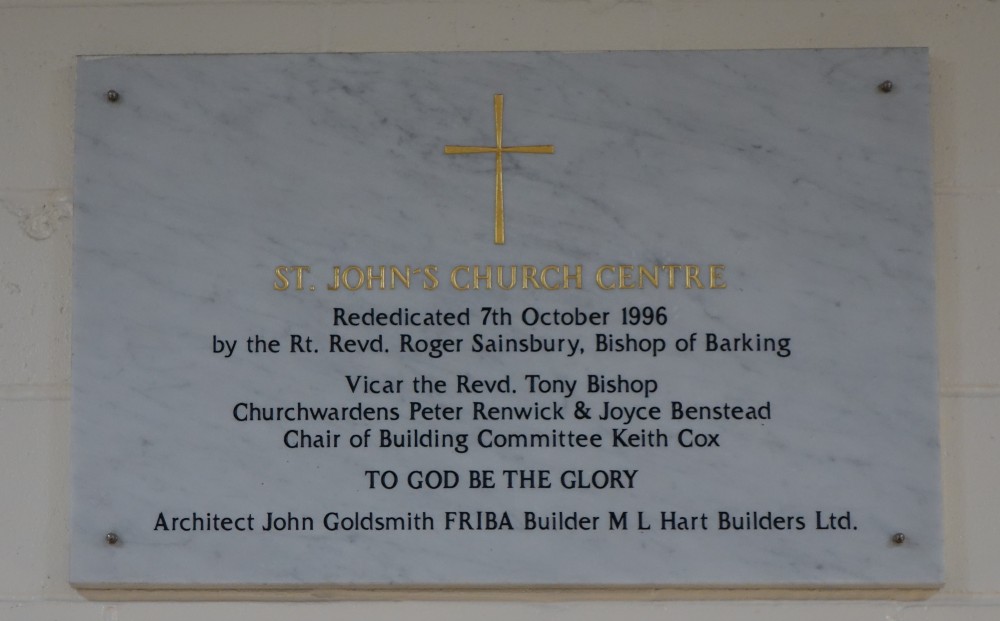 ST. JOHN'S CHURCH CENTRE
Rededicated 7th October 1996
by the Rt. Revd. Roger Sainsbury, Bishop of Barking
Vicar the Revd. Tony Bishop
Churchwardens Peter Renwick & Joyce Benstead
Chair of Building Committee Keith Cox
TO GOD BE THE GLORY
Architect John Goldsmith FRIBA Builder M L Hart Builders Ltd.